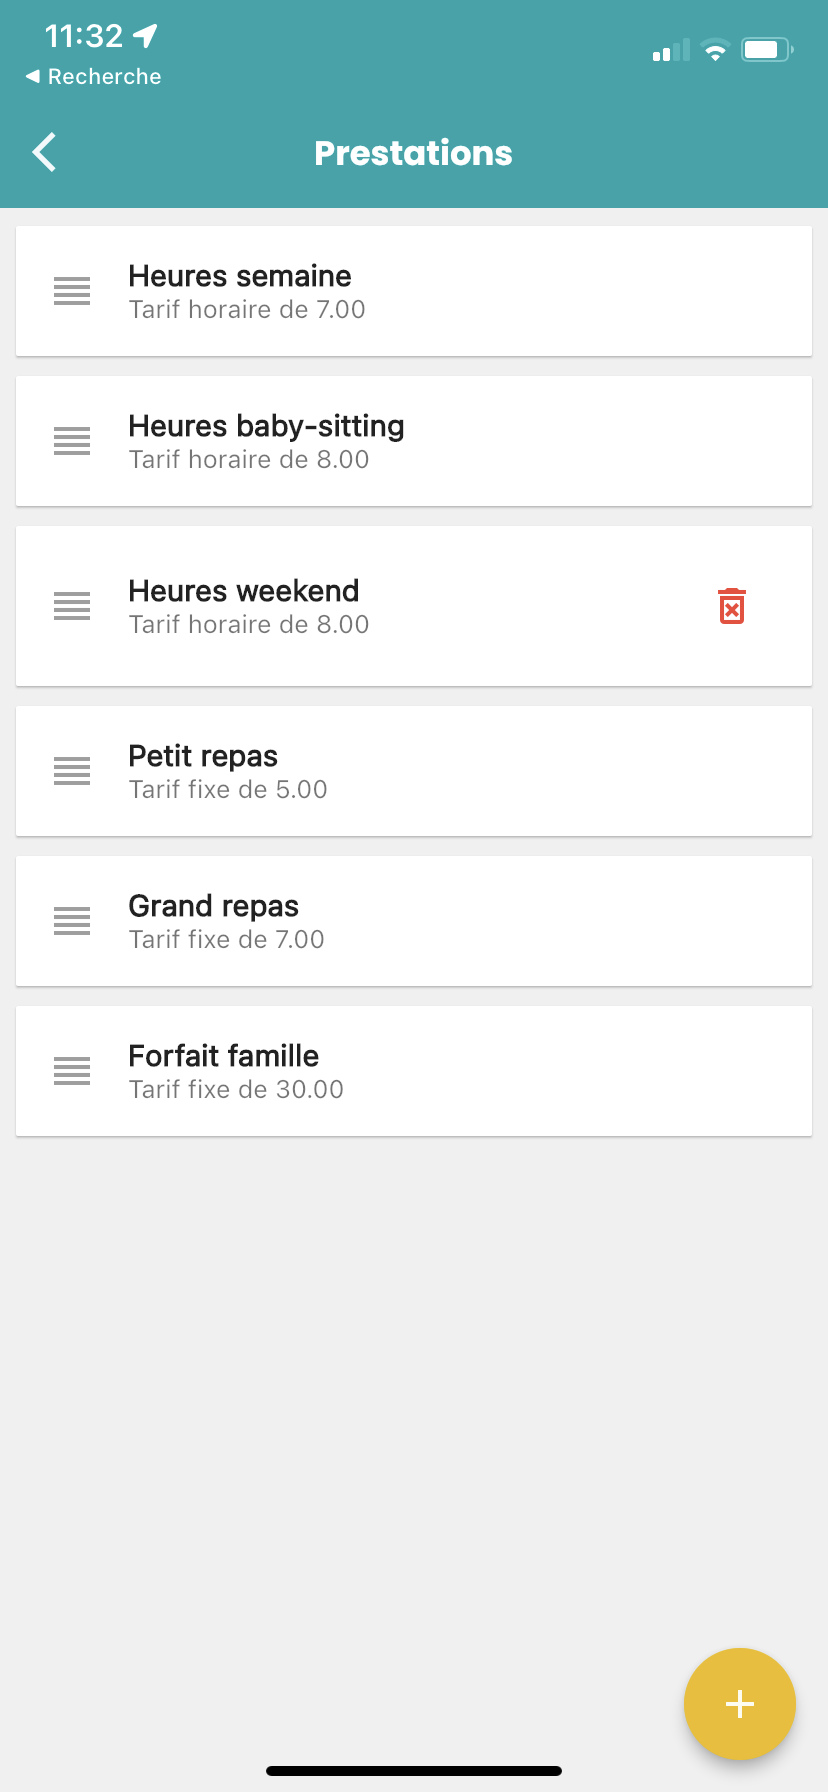 11:32
◀ Recherche
Prestations
Heures semaine
Tarif horaire de 7.00
Heures baby-sitting
Tarif horaire de 8.00
Heures weekend
Tarif horaire de 8.00
Petit repas
Tarif fixe de 5.00
Grand repas
Tarif fixe de 7.00
Forfait famille
Tarif fixe de 30.00
+